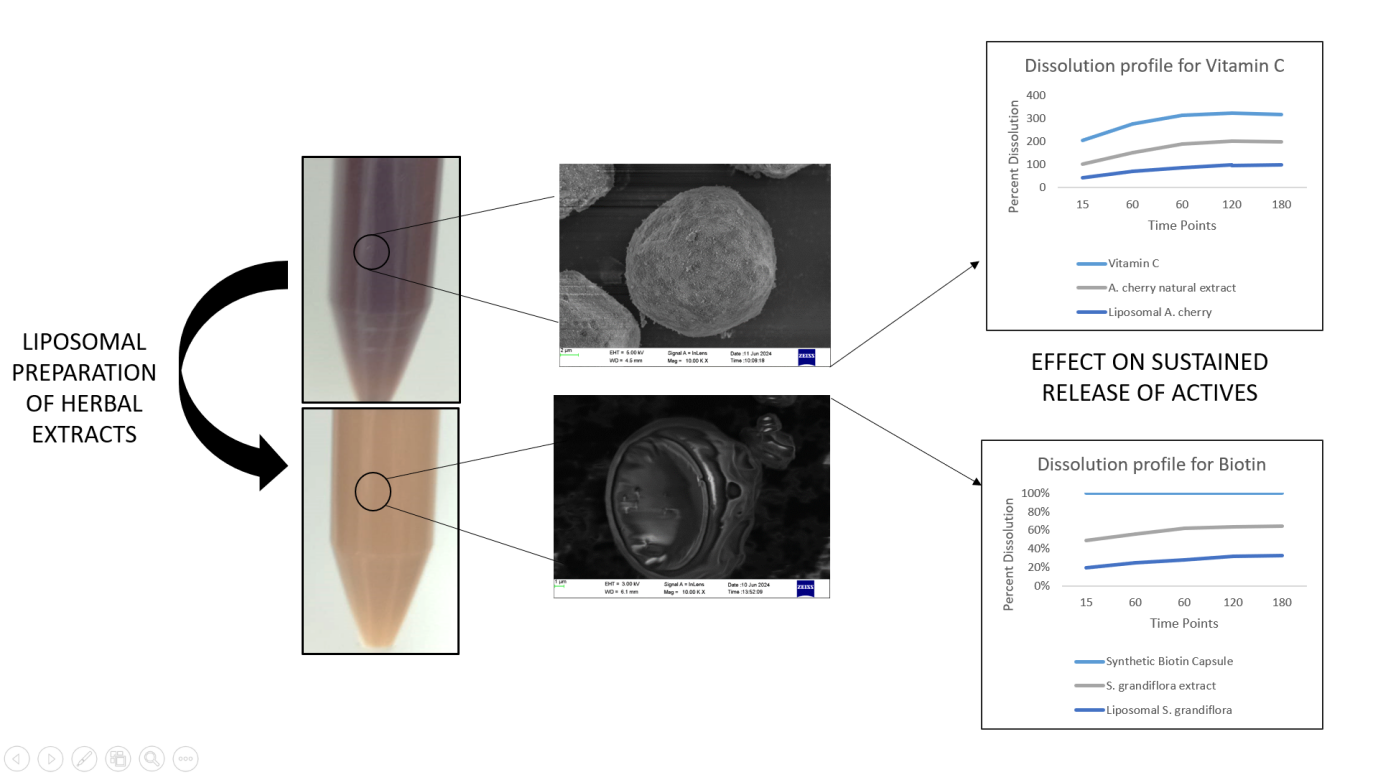 LIPOSOMAL
PREPARATION
OF HERBAL
EXTRACTS
2 µm
EHT = 5.00 kV
WD = 4.5 mm
Signal A = InLens
Mag = 10.00 K X
Date :11 Jun 2024
Time :10:09:18
ZEISS
1 µm
EHT = 3.00 kV
WD = 6.1 mm
Signal A = InLens
Mag = 18.00 K X
Date :10 Jun 2024
Time :13:52:09
ZEISS
Dissolution profile for Vitamin C
Percent Dissolution
400
300
200
100
0
15 60 60 120 180
Time Points
Vitamin C
A. cherry natural extract
Liposomal A. cherry
EFFECT ON SUSTAINED
RELEASE OF ACTIVES
Dissolution profile for Biotin
Percent Dissolution
100%
80%
60%
40%
20%
0%
15 60 60 120 180
Time Points
Synthetic Biotin Capsule
S. grandiflora extract
Liposomal S. grandiflora